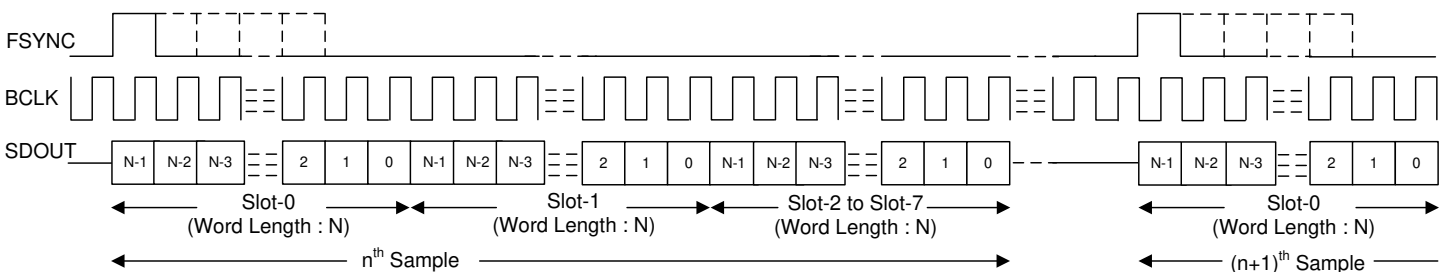 FSYNC
BCLK
SDOUT
N-1 N-2 N-3 2 1 0 N-1 N-2 N-3 2 1 0 N-1 N-2 N-3 2 1 0 N-1 N-2 N-3 2 1 0
Slot-0 Slot-1 Slot-2 to Slot-7 Slot-0
(Word Length : N) (Word Length : N) (Word Length : N) (Word Length : N)
nth Sample (n+1)th Sample